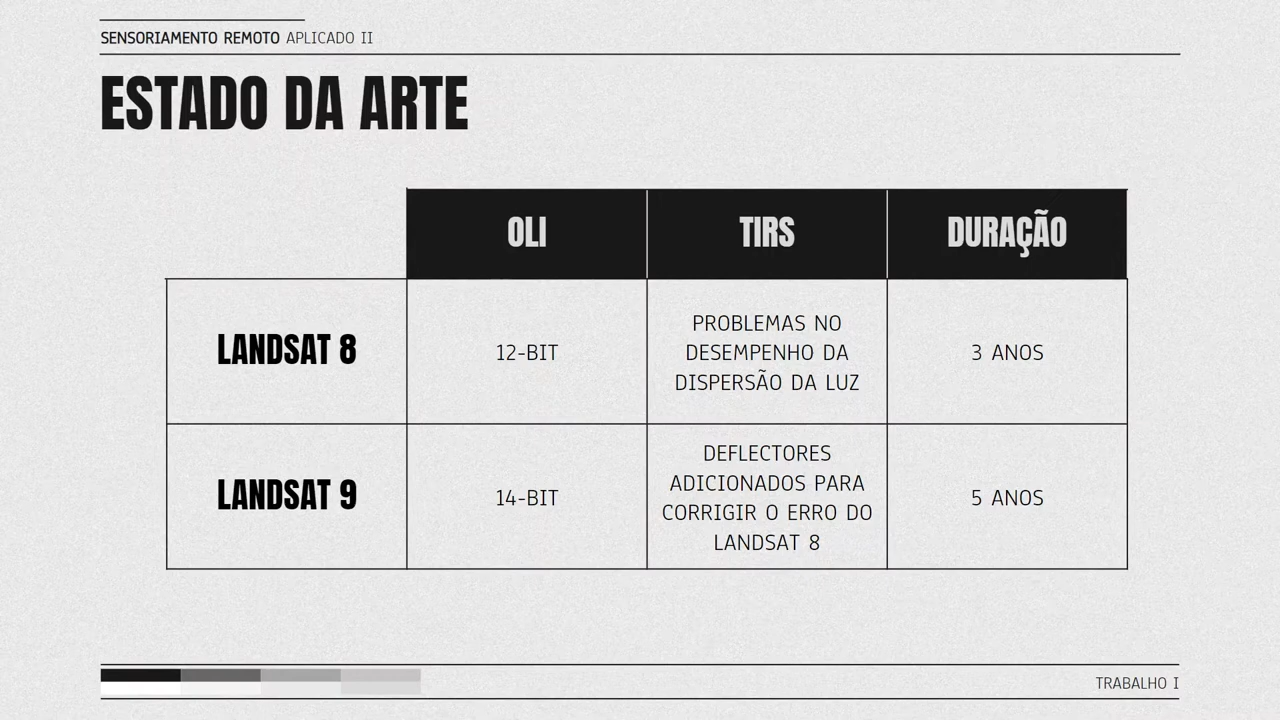 SENSORIAMENTO REMOTO APLICADO II
ESTADO DA ARTE
OLI
TIRS
DURAÇÃO
LANDSAT 8
12-BIT
PROBLEMAS NO
DESEMPENHO DA
DISPERSÃO DA LUZ
3 ANOS
LANDSAT 9
14-BIT
DEFLECTORES
ADICIONADOS PARA
CORRIGIR O ERRO DO
LANDSAT 8
5 ANOS
TRABALHO I